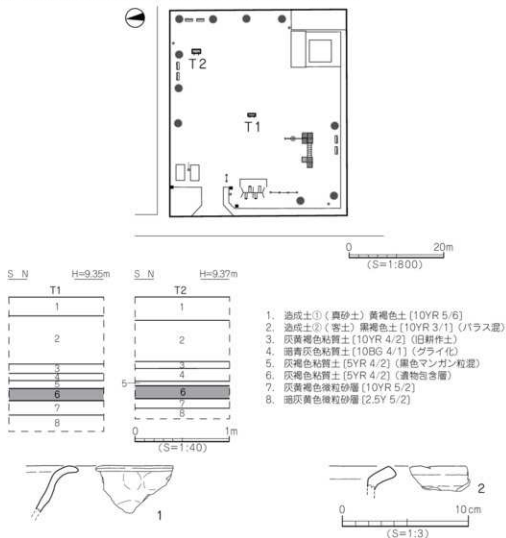 T2
T1
0 20m
(S=1:800)
S N H=9.35m
T1
1
2
3
4
5
6
7
8
S N H=9.37m
T2
1
2
3
4
5
6
7
8
0 1m
(S=1:40)
1. 造成土①(真砂土)黄褐色土[10YR 5/6]
2. 造成土②(客土)黒褐色土[10YR 3/1](バラス混)
3. 灰黄褐色粘質土[10YR 4/2](旧耕作土)
4. 暗青灰色粘質土[10BG 4/1](グライ化)
5. 灰褐色粘質土[5YR 4/2](黒色マンガン粒混)
6. 灰褐色粘質土[5YR 4/2](遺物包含層)
7. 灰黄褐色微粒砂層[10YR 5/2]
8. 暗灰黄色微粒砂層[2.5Y 5/2]
1
2
0 10cm
(S=1:3)